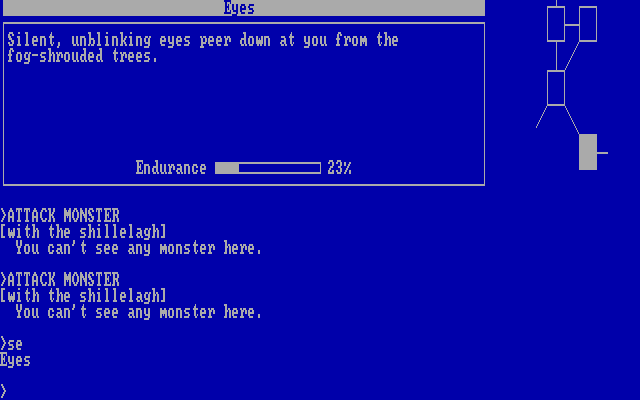 Eyes
Silent, unblinking eyes peer down at you from the
fog-shrouded trees.
Endurance 23%
>ATTACK MONSTER
[with the shillelagh]
You can't see any monster here.
>ATTACK MONSTER
[with the shillelagh]
You can't see any monster here.
>se
Eyes
>